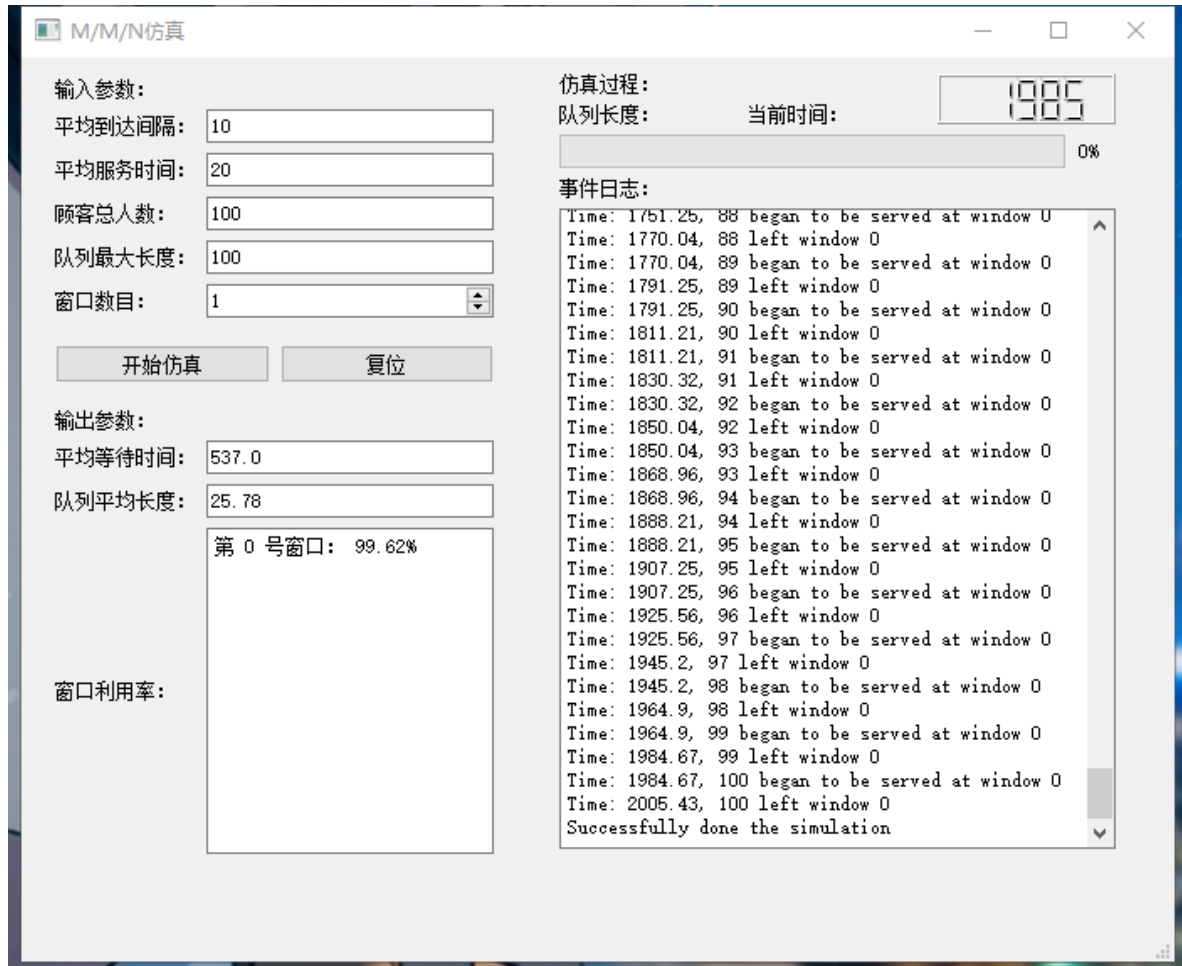 M/M/N仿真
输入参数:
平均到达间隔: 10
平均服务时间: 20
顾客总人数: 100
队列最大长度: 100
窗口数目: 1
开始仿真 复位
输出参数:
平均等待时间: 537.0
队列平均长度: 25.78
第 0 号窗口: 99.62%
窗口利用率:
仿真过程:
1985
队列长度: 当前时间:
0%
事件日志:
Time: 1751.25, 88 began to be served at window 0
Time: 1770.04, 88 left window 0
Time: 1770.04, 89 began to be served at window 0
Time: 1791.25, 89 left window 0
Time: 1791.25, 90 began to be served at window 0
Time: 1811.21, 90 left window 0
Time: 1811.21, 91 began to be served at window 0
Time: 1830.32, 91 left window 0
Time: 1830.32, 92 began to be served at window 0
Time: 1850.04, 92 left window 0
Time: 1850.04, 93 began to be served at window 0
Time: 1868.96, 93 left window 0
Time: 1868.96, 94 began to be served at window 0
Time: 1888.21, 94 left window 0
Time: 1888.21, 95 began to be served at window 0
Time: 1907.25, 95 left window 0
Time: 1907.25, 96 began to be served at window 0
Time: 1925.56, 96 left window 0
Time: 1925.56, 97 began to be served at window 0
Time: 1945.2, 97 left window 0
Time: 1945.2, 98 began to be served at window 0
Time: 1964.9, 98 left window 0
Time: 1964.9, 99 began to be served at window 0
Time: 1984.67, 99 left window 0
Time: 1984.67, 100 began to be served at window 0
Time: 2005.43, 100 left window 0
Successfully done the simulation